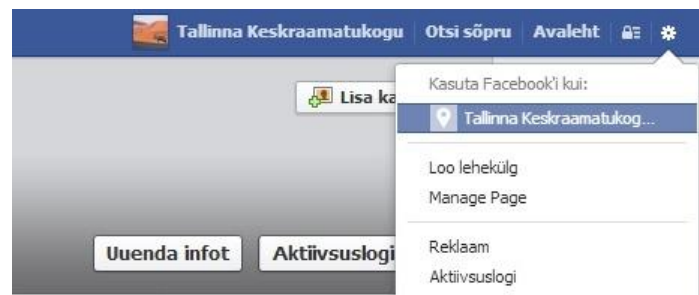 Tallinna Keskraamatukogu Otsi sõpru Avaleht
Lisa ka
Kasuta Facebook'i kui:
Tallinna Keskraamatukog...
Loo lehekülg
Manage Page
Uuenda infot Aktiivsuslogi
Reklaam
Aktiivsuslogi